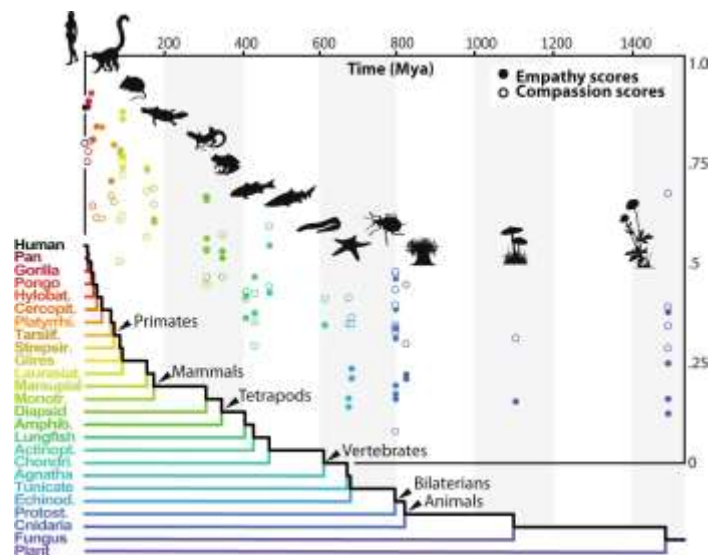 200 400 600 800 1000 1200 1400
Time (Mya)
1.0
Empathy scores
Compassion scores
.75
.5
.25
0
Human
Pan
Gorilla
Pongo
Hylobat.
Cercopit.
Platyrrhi.
Tarsiif.
Strepsir.
Glires
Laurasiat.
Marsupial
Monotr.
Diapsid
Amphib.
Lungfish
Actinopt.
Chondri.
Agnatha
Tunicate
Echinod.
Protost.
Cnidaria
Fungus
Plant
Primates
Mammals
Tetrapods
Vertebrates
Bilaterians
Animals